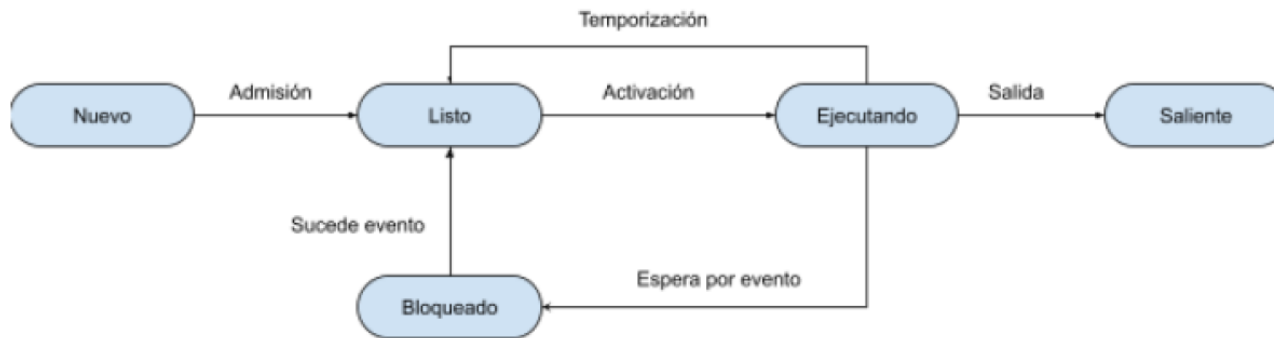 Temporización
Admisión
Activación
Salida
Nuevo
Listo
Ejecutando
Saliente
Sucede evento
Espera por evento
Bloqueado